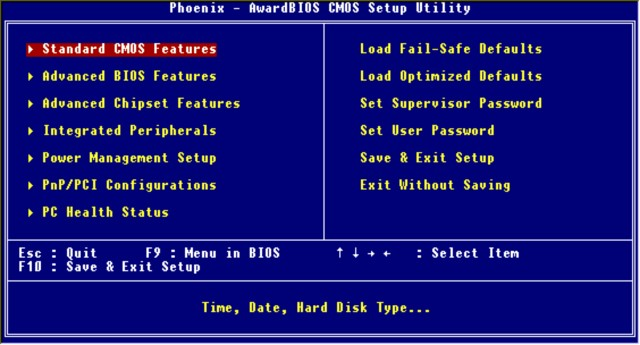 Phoenix - AwardBIOS CMOS Setup Utility
Standard CMOS Features
Advanced BIOS Features
Advanced Chipset Features
Integrated Peripherals
Power Management Setup
PnP/PCI Configurations
PC Health Status
Load Fail-Safe Defaults
Load Optimized Defaults
Set Supervisor Password
Set User Password
Save & Exit Setup
Exit Without Saving
Esc : Quit F9 : Menu in BIOS ↑ ↓ → ← : Select Item
F10 : Save & Exit Setup
Time, Date, Hard Disk Type...